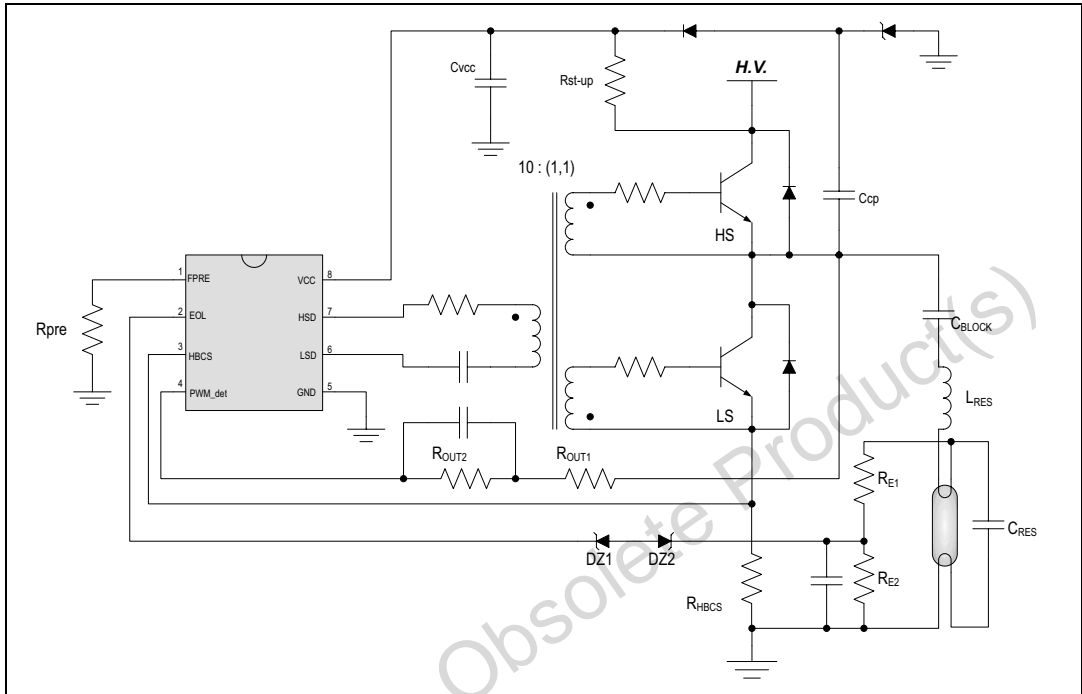 H.V.
Cvcc
Rst-up
10 : (1,1)
Ccp
HS
1 FPRE
VCC 8
2 EOL
HSD 7
3 HBCS
LSD 6
4 PWM_det
GND 5
Rpre
CBLOCK
LRES
LS
ROUT2
ROUT1
RE1
CRES
DZ1
DZ2
RE2
RHBCS
Obsolete Product(s)